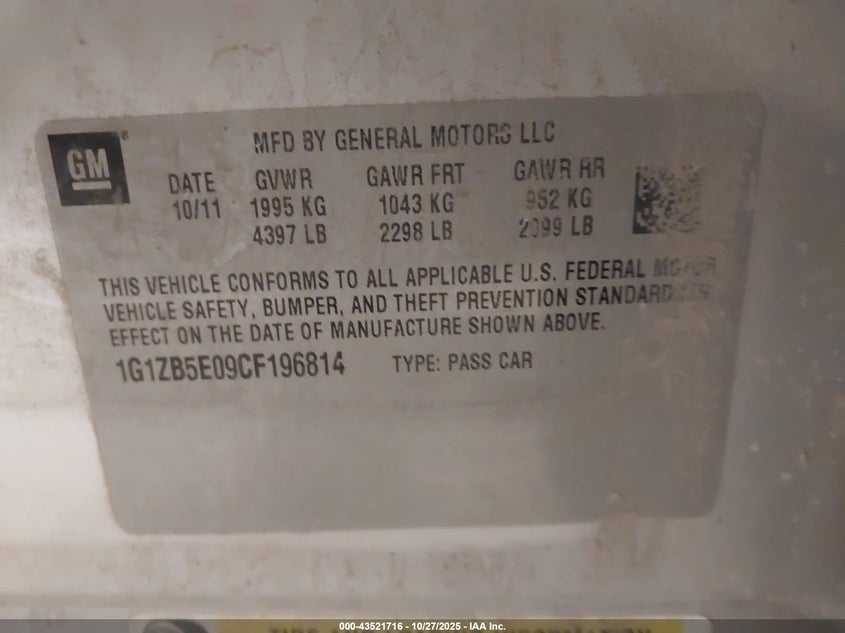 GM
MFD BY GENERAL MOTORS LLC
DATE GVWR GAWR FRT GAWR RR
10/11 1995 KG 1043 KG 952 KG
4397 LB 2298 LB 2099 LB
THIS VEHICLE CONFORMS TO ALL APPLICABLE U.S. FEDERAL MOTOR
VEHICLE SAFETY, BUMPER, AND THEFT PREVENTION STANDARDS IN
EFFECT ON THE DATE OF MANUFACTURE SHOWN ABOVE.
1G1ZB5E09CF196814 TYPE: PASS CAR
000-43521716 - 10/27/2025 - IAA Inc.